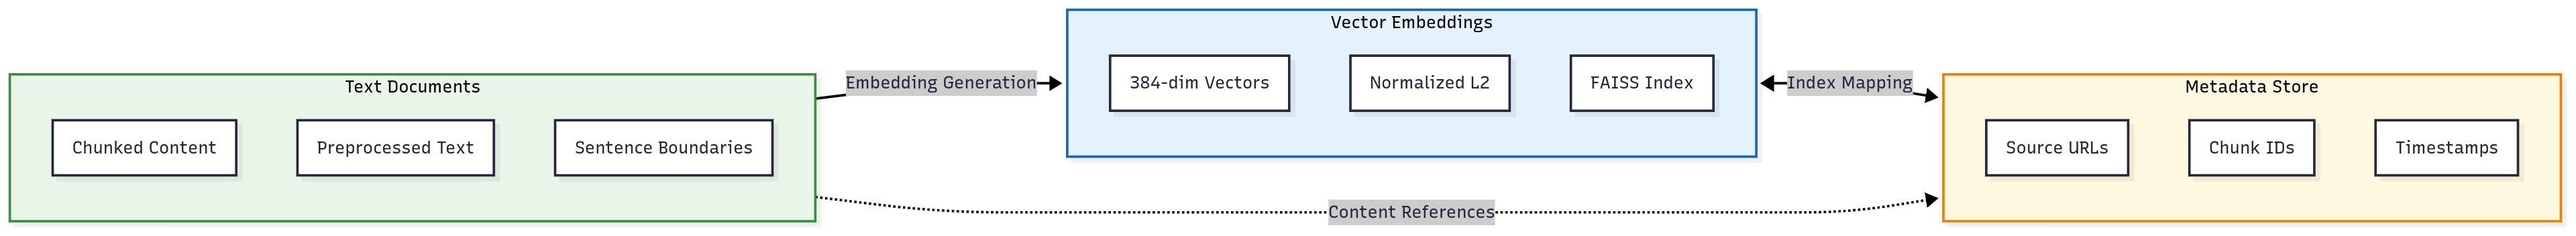 Text Documents
Chunked Content
Preprocessed Text
Sentence Boundaries
Embedding Generation
Vector Embeddings
384-dim Vectors
Normalized L2
FAISS Index
Index Mapping
Content References
Metadata Store
Source URLs
Chunk IDs
Timestamps